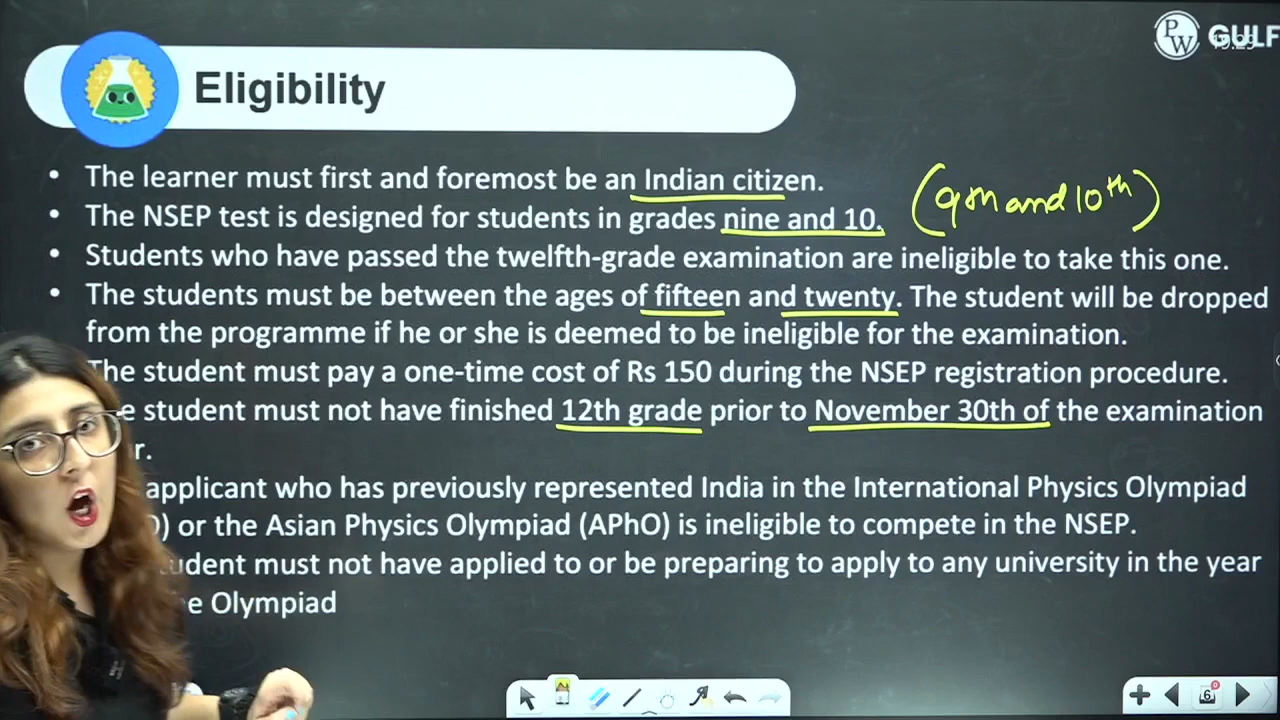 PW GULF
Eligibility
• The learner must first and foremost be an Indian citizen.
(9th and 10th)
• The NSEP test is designed for students in grades nine and 10.
• Students who have passed the twelfth-grade examination are ineligible to take this one.
• The students must be between the ages of fifteen and twenty. The student will be dropped
from the programme if he or she is deemed to be ineligible for the examination.
The student must pay a one-time cost of Rs 150 during the NSEP registration procedure.
student must not have finished 12th grade prior to November 30th of the examination
r.
applicant who has previously represented India in the International Physics Olympiad
) or the Asian Physics Olympiad (APhO) is ineligible to compete in the NSEP.
tudent must not have applied to or be preparing to apply to any university in the year
e Olympiad
6